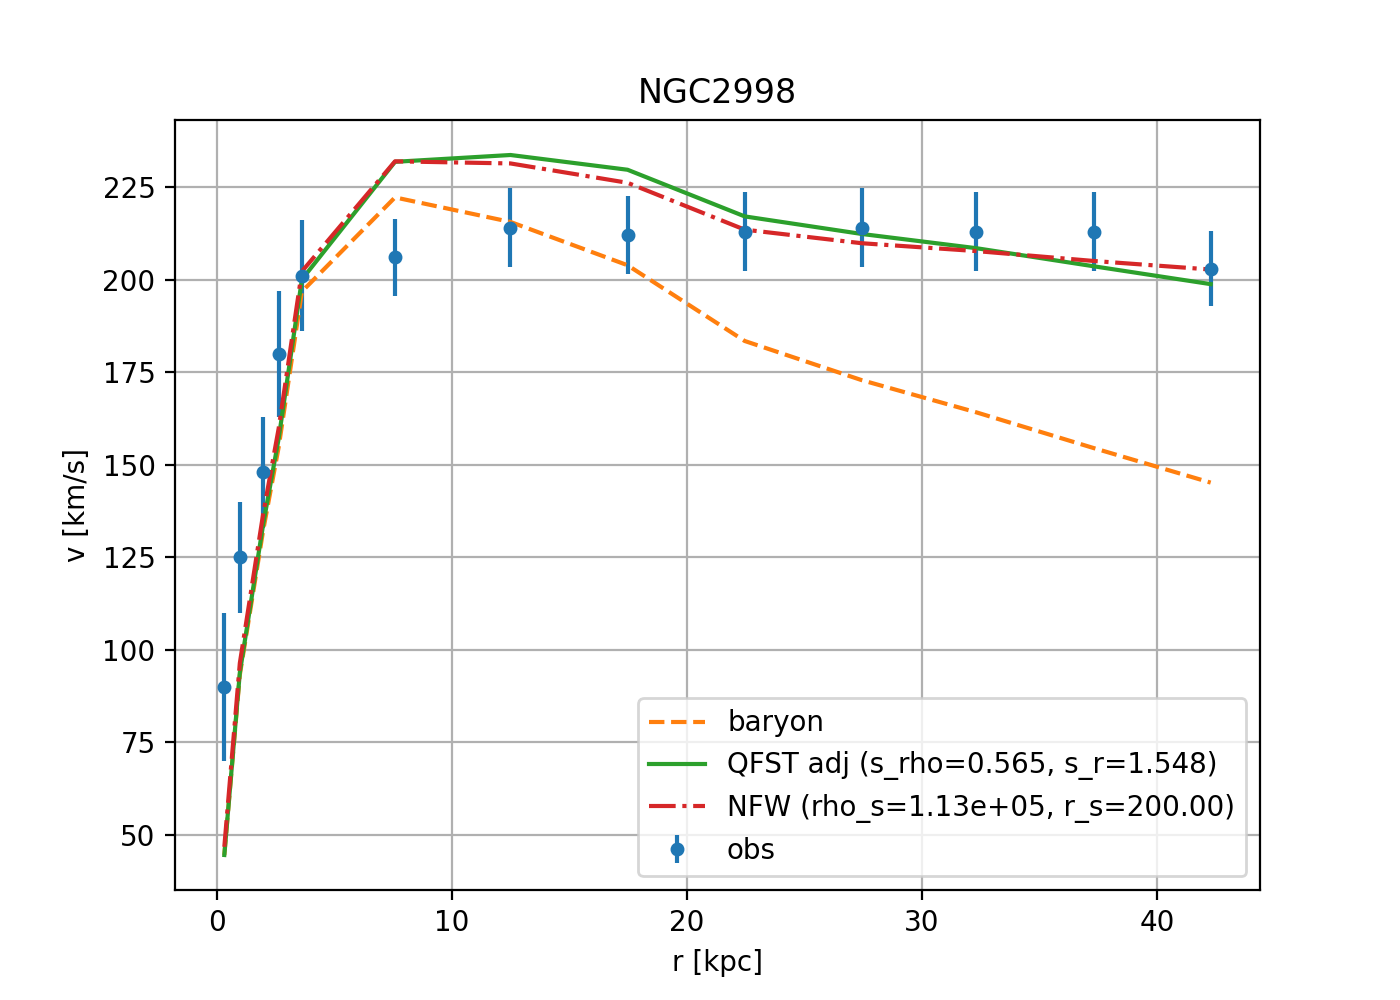 NGC2998
225
200
175
150
125
100
75
50
v [km/s]
baryon
QFST adj (s_rho=0.565, s_r=1.548)
NFW (rho_s=1.13e+05, r_s=200.00)
obs
0 10 20 30 40
r [kpc]